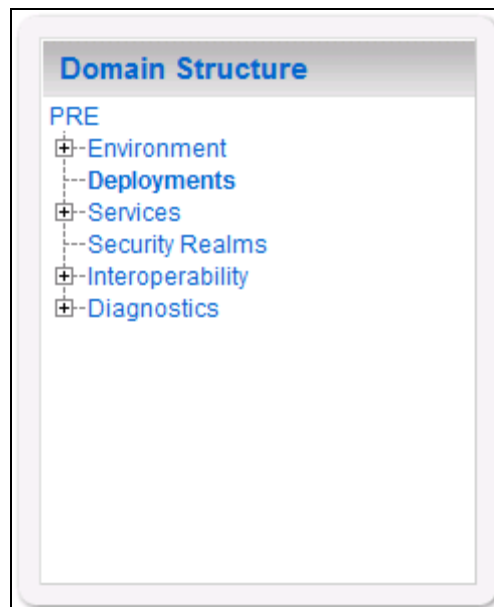 Domain Structure
PRE
Environment
Deployments
Services
Security Realms
Interoperability
Diagnostics